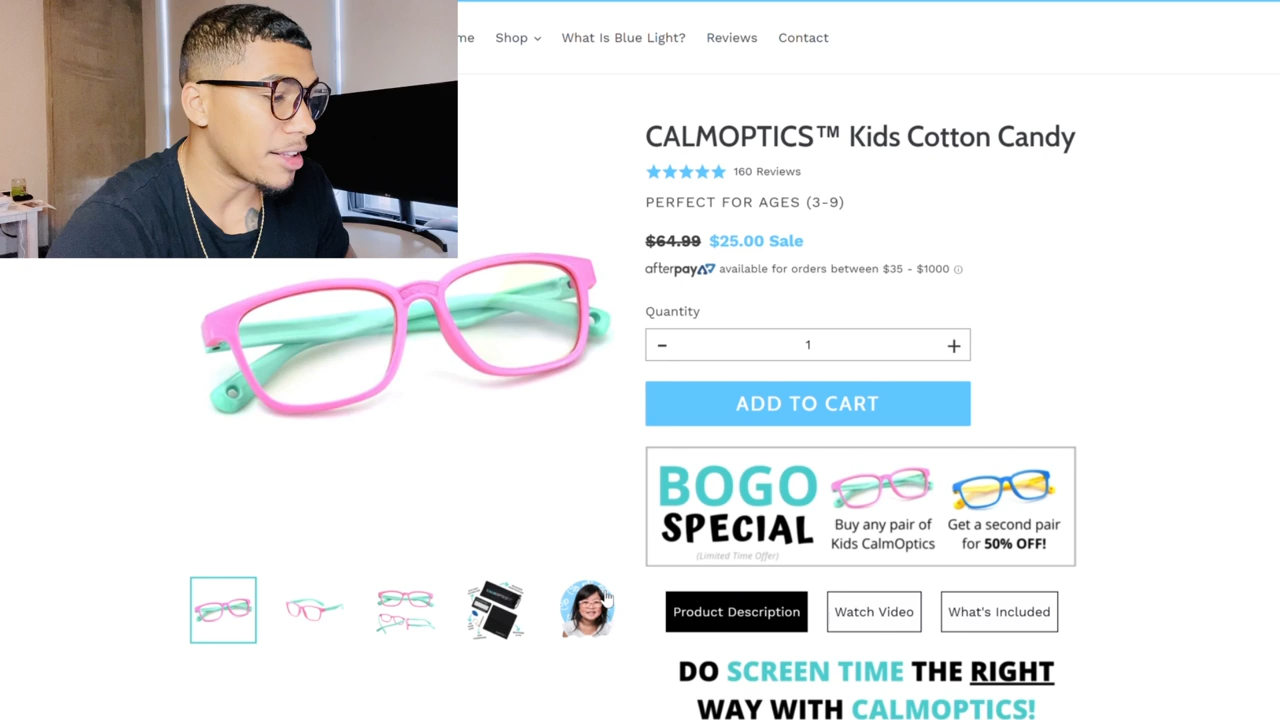 me Shop What Is Blue Light? Reviews Contact
CALMOPTICS™ Kids Cotton Candy
160 Reviews
PERFECT FOR AGES (3-9)
$64.99 $25.00 Sale
afterpay available for orders between $35 - $1000
Quantity
- 1 +
ADD TO CART
BOGO
SPECIAL
(Limited Time Offer)
Buy any pair of
Kids CalmOptics
Get a second pair
for 50% OFF!
Product Description Watch Video What's Included
DO SCREEN TIME THE RIGHT
WAY WITH CALMOPTICS!